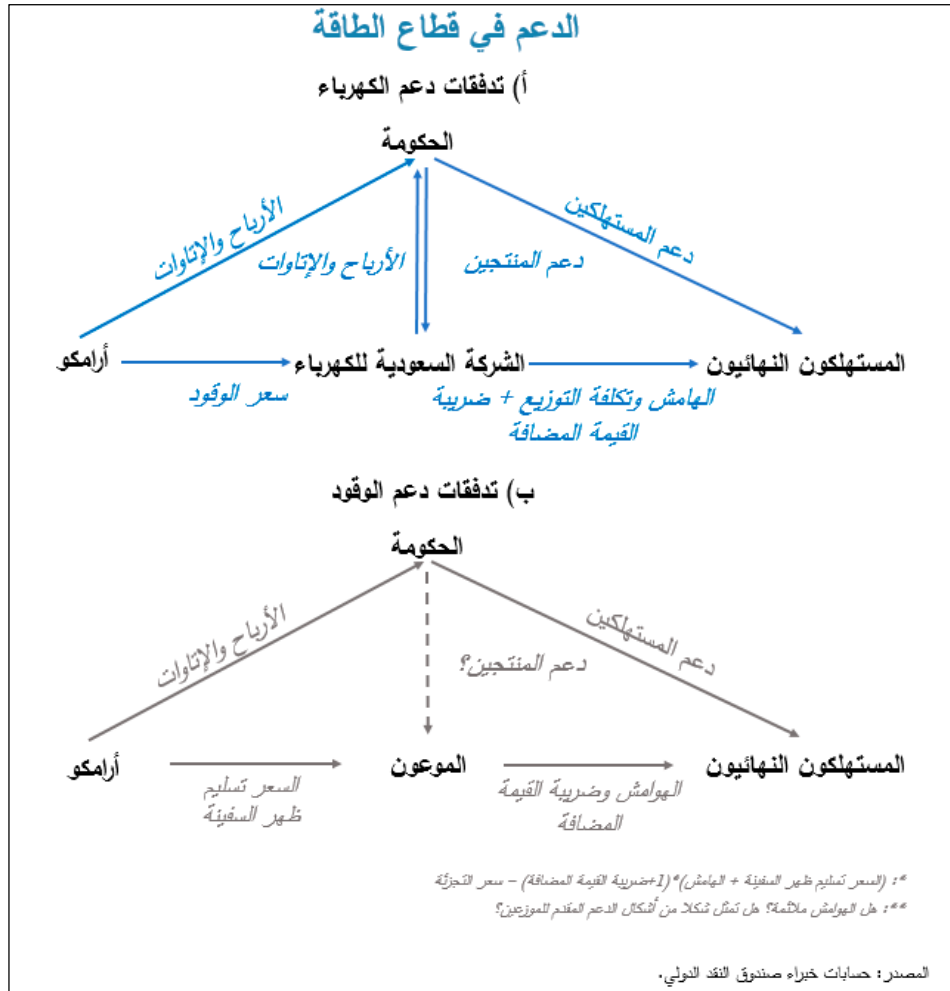 الدعم في قطاع الطاقة
أ) تدفقات دعم الكهرباء
الحكومة
الأرباح والإتاوات
الأرباح والإتاوات
دعم المنتجين
دعم المستهلكين
أرامكو
الشركة السعودية للكهرباء
المستهلكون النهائيون
سعر الوقود
الهامش وتكلفة التوزيع + ضريبة
القيمة المضافة
ب) تدفقات دعم الوقود
الحكومة
الأرباح والإتاوات
دعم المنتجين؟
دعم المستهلكين
أرامكو
الموعون
المستهلكون النهائيون
السعر تسليم
ظهر السفينة
الهوامش وضريبة القيمة
المضافة
*: (السعر تسليم ظهر السفينة + الهامش)*(1+ضريبة القيمة المضافة) – سعر التجزئة
**: هل الهوامش ملائمة؟ هل تمثل شكلا من أشكال الدعم المقدم للموزعين؟
المصدر: حسابات خبراء صندوق النقد الدولي.